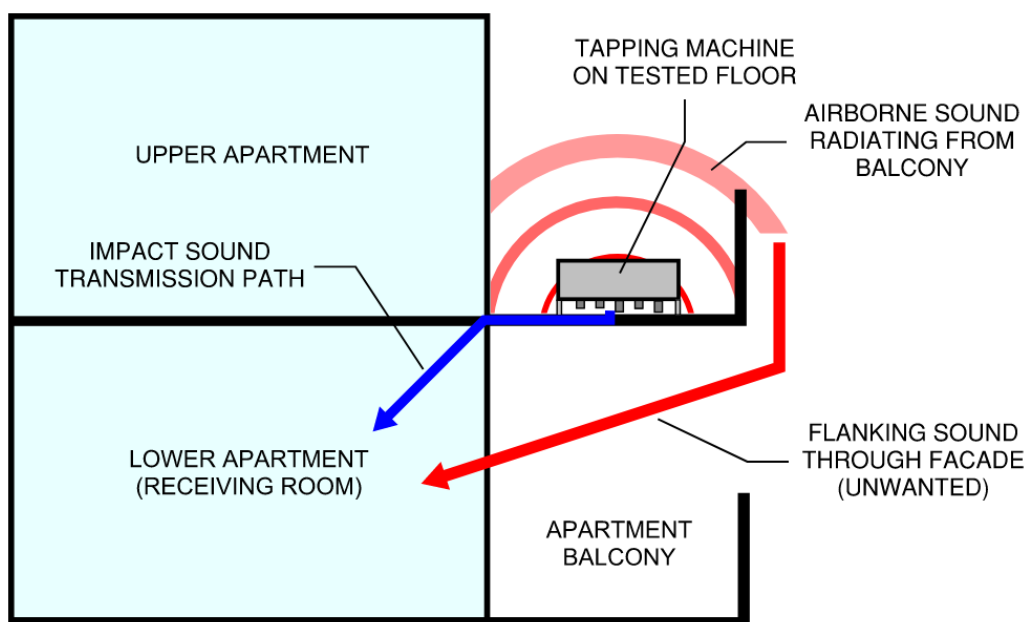 TAPPING MACHINE
ON TESTED FLOOR
AIRBORNE SOUND
RADIATING FROM
BALCONY
UPPER APARTMENT
IMPACT SOUND
TRANSMISSION PATH
LOWER APARTMENT
(RECEIVING ROOM)
FLANKING SOUND
THROUGH FACADE
(UNWANTED)
APARTMENT
BALCONY